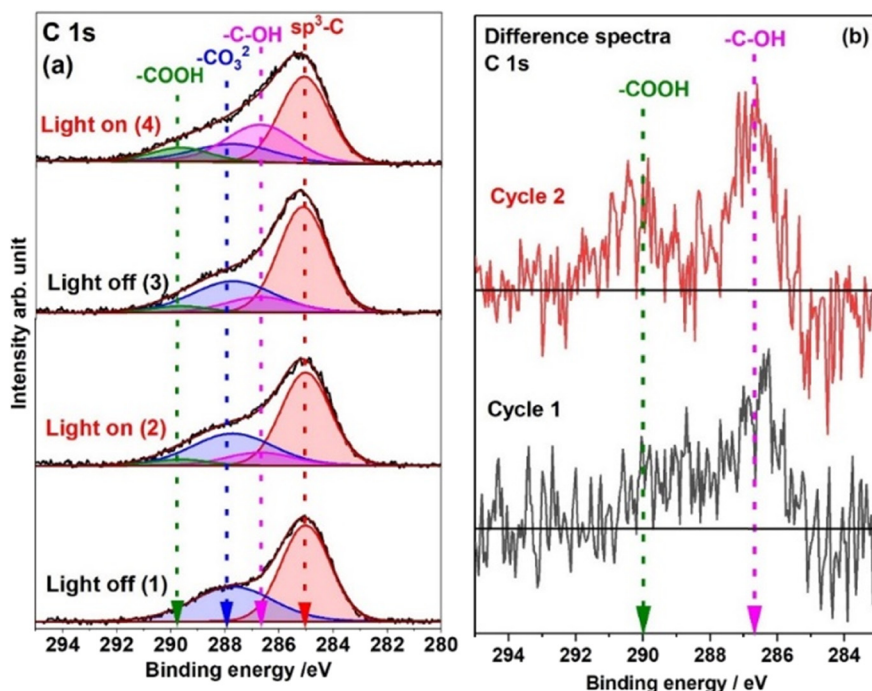 C 1s
(a)
-COOH
-CO₃²
-C-OH
sp³-C
Light on (4)
Light off (3)
Light on (2)
Light off (1)
Intensity arb. unit
294 292 290 288 286 284 282 280
Binding energy /eV
Difference spectra
C 1s
(b)
-C-OH
-COOH
Cycle 2
Cycle 1
294 292 290 288 286 284
Binding energy / eV